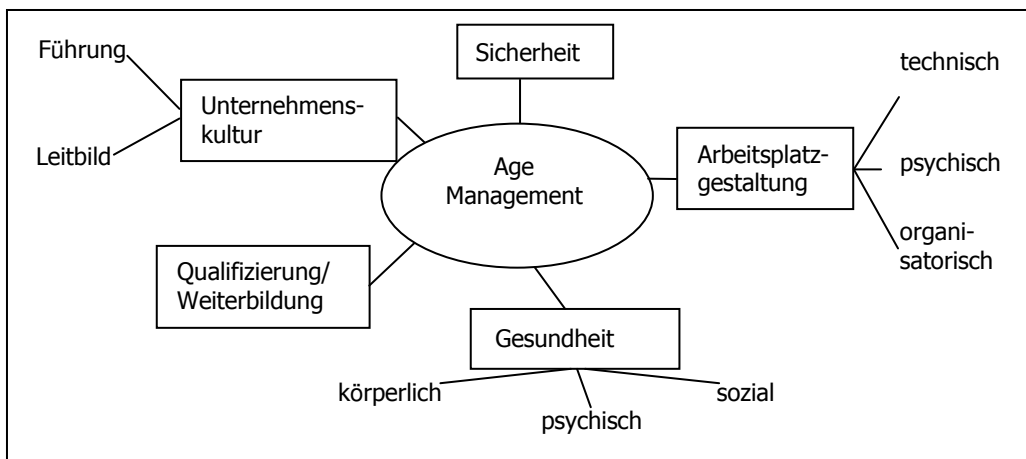 Führung
Leitbild
Unternehmens-
kultur
Sicherheit
Age
Management
Arbeitsplatz-
gestaltung
technisch
psychisch
organi-
satorisch
Qualifizierung/
Weiterbildung
Gesundheit
körperlich
psychisch
sozial